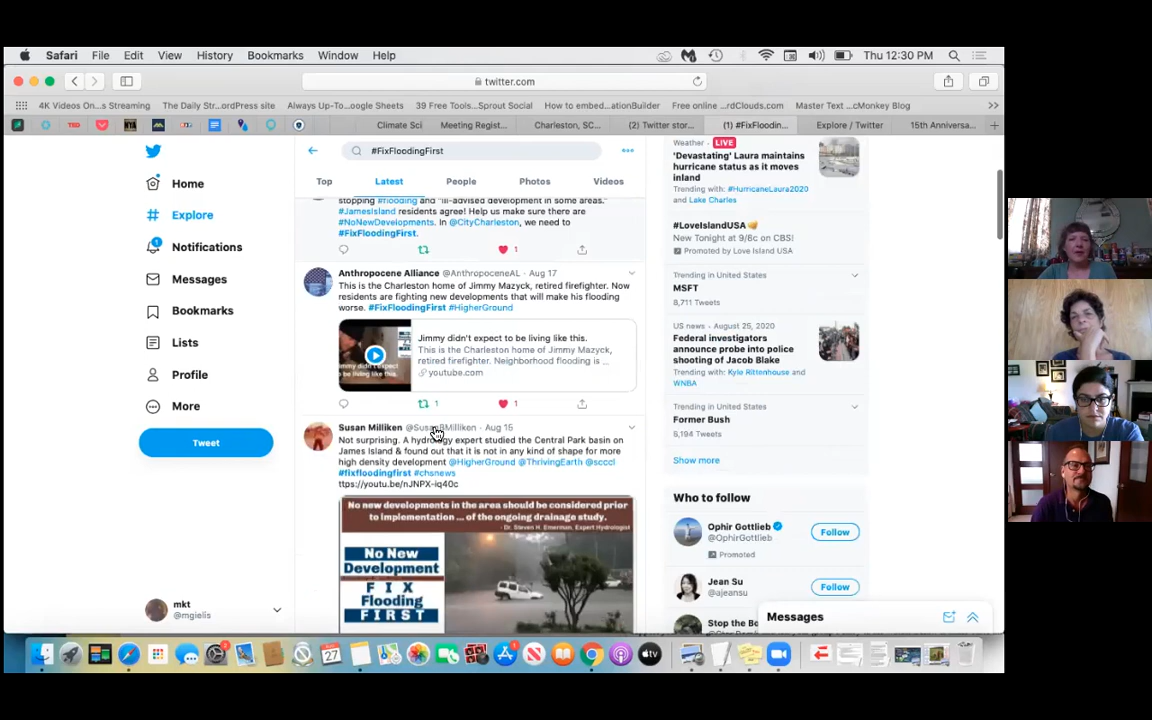 Safari File Edit View History Bookmarks Window Help Thu 12:30 PM
twitter.com
4K Videos On...s Streaming The Daily Str...ordPress site Always Up-To...oogle Sheets 39 Free Tools...Sprout Social How to embed...ationBuilder Free online ...rdClouds.com Master Text ...cMonkey Blog
TED Climate Sci Meeting Regist... Charleston, SC... (2) Twitter stor... (1) #FixFloodin... Explore / Twitter 15th Anniversa...
Home
Explore
Notifications
Messages
Bookmarks
Lists
Profile
More
Tweet
mkt
@mgieiis
#FixFloodingFirst
Top Latest People Photos Videos
stopping #flooding and "ill-advised development in some areas."
#JamesIsland residents agree! Help us make sure there are
#NoNewDevelopments. In @CityCharleston, we need to
#FixFloodingFirst.
1
Anthropocene Alliance @AnthropoceneAL · Aug 17
This is the Charleston home of Jimmy Mazyck, retired firefighter. Now
residents are fighting new developments that will make his flooding
worse. #FixFloodingFirst #HigherGround
Jimmy didn't expect to be living like this.
This is the Charleston home of Jimmy Mazyck,
retired firefighter. Neighborhood flooding is ...
youtube.com
1 1
Susan Milliken Aug 15
Not surprising. A hydrology expert studied the Central Park basin on
James Island & found out that it is not in any kind of shape for more
high density development @HigherGround @ThrivingEarth @scccl
#fixfloodingfirst #chsnews
ttps://youtu.be/nJNPX-iq40c
No new developments in the area should be considered prior
to implementation ... of the ongoing drainage study.
- Dr. Steven H. Emerman, Expert Hydrologist
No New
Development
FIX
Flooding
FIRST
Weather · LIVE
'Devastating' Laura maintains
hurricane status as it moves
inland
Trending with: #HurricaneLaura2020
and Lake Charles
#LoveIslandUSA
New Tonight at 9/8c on CBS!
Promoted by Love Island USA
Trending in United States
MSFT
8,711 Tweets
US news · August 25, 2020
Federal investigators
announce probe into police
shooting of Jacob Blake
Trending with: Kyle Rittenhouse and
WNBA
Trending in United States
Former Bush
5,194 Tweets
Show more
Who to follow
Ophir Gottlieb
@OphirGottlieb
Promoted
Follow
Jean Su
@ajeansu
Follow
Stop the
Messages